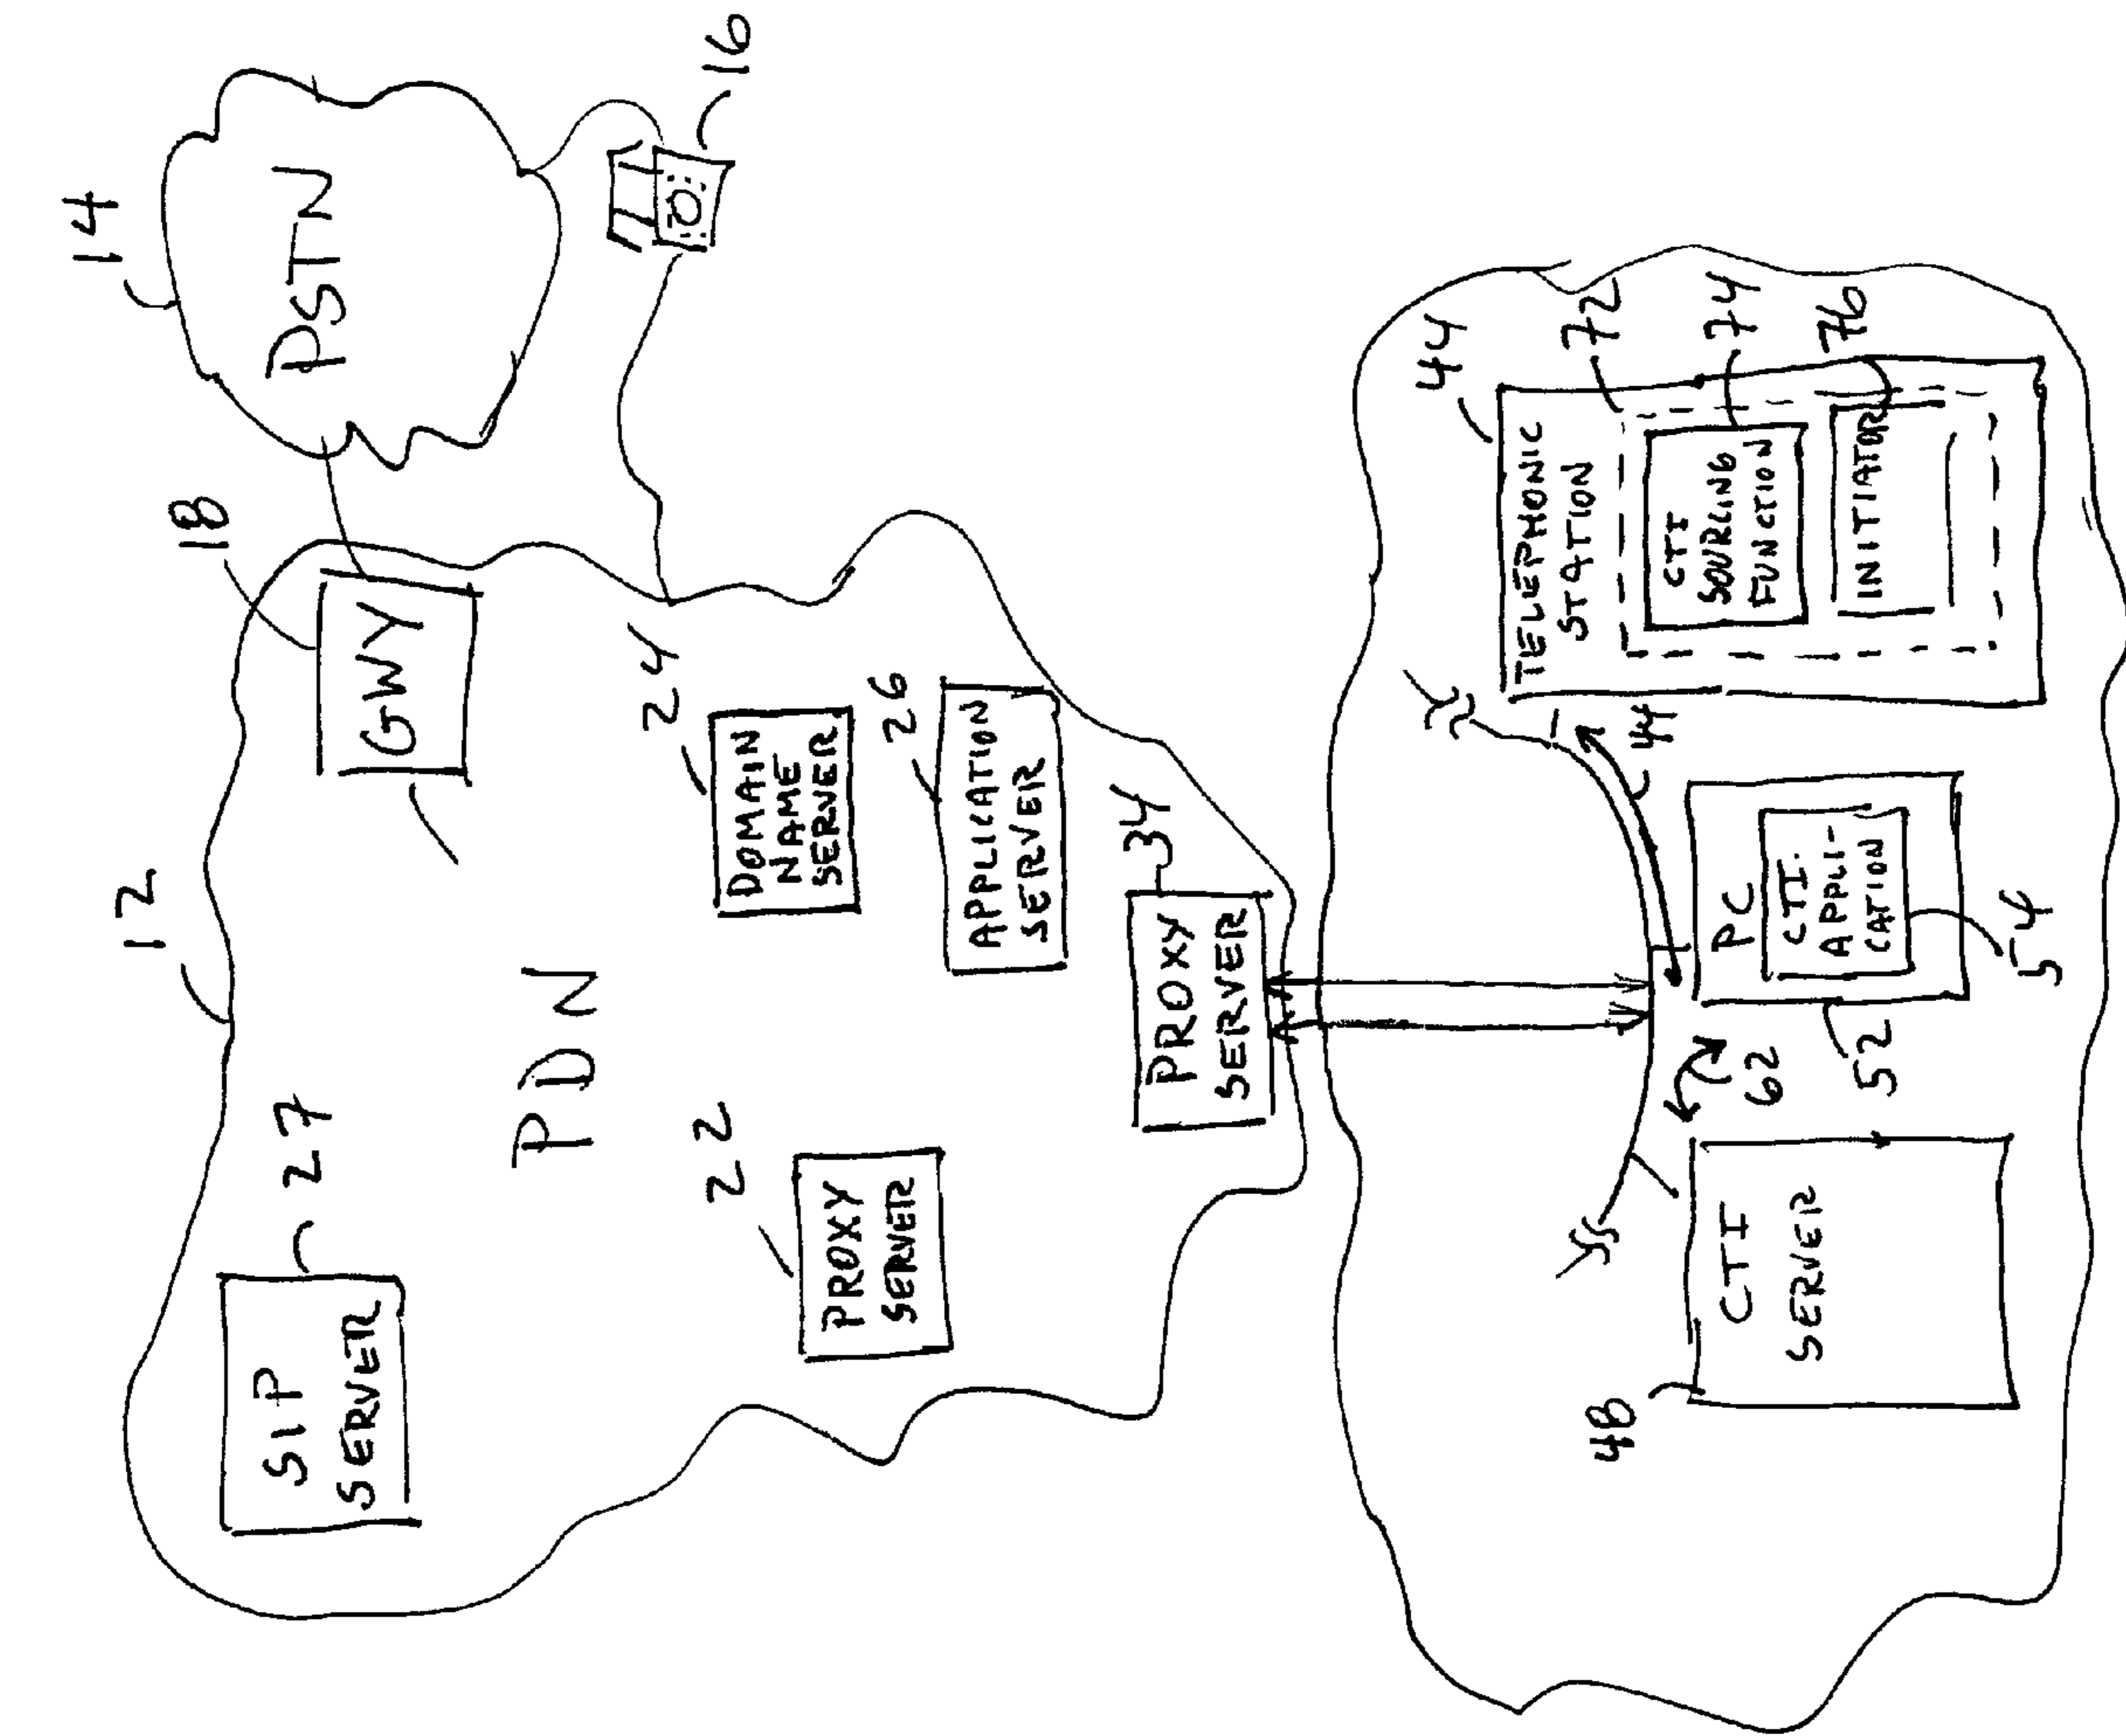 14
PSTN
16
12
18
GWY
SIP
SERVER
27
PDN
24
DOMAIN
NAME
SERVER
22
PROXY
SERVER
26
APPLICATION
SERVER
34
PROXY
SERVER
44
TELEPHONIC
STATION
72
CTI
SOURCING
FUNCTION
74
INITIATOR
76
44
PC
CTI
APPLI-
CATION
54
52
62
48
CTI
SERVER